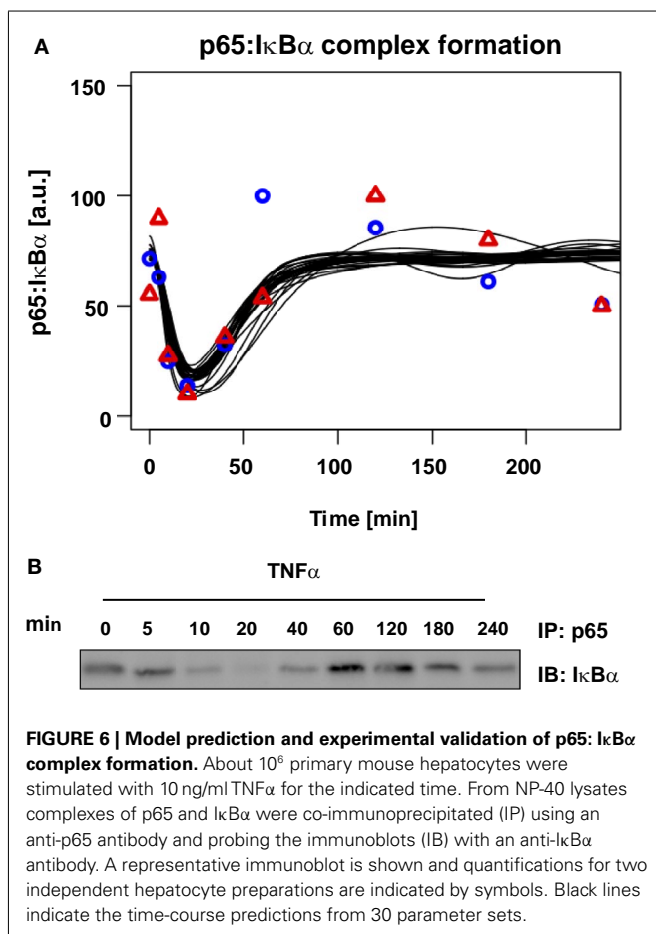 A
p65:IκBα complex formation
p65:IκBα [a.u.]
150
100
50
0
0 50 100 150 200
Time [min]
B
TNFα
min 0 5 10 20 40 60 120 180 240 IP: p65
IB: IκBα
FIGURE 6 | Model prediction and experimental validation of p65: IκBα
complex formation. About 10⁶ primary mouse hepatocytes were
stimulated with 10 ng/ml TNFα for the indicated time. From NP-40 lysates
complexes of p65 and IκBα were co-immunoprecipitated (IP) using an
anti-p65 antibody and probing the immunoblots (IB) with an anti-IκBα
antibody. A representative immunoblot is shown and quantifications for two
independent hepatocyte preparations are indicated by symbols. Black lines
indicate the time-course predictions from 30 parameter sets.